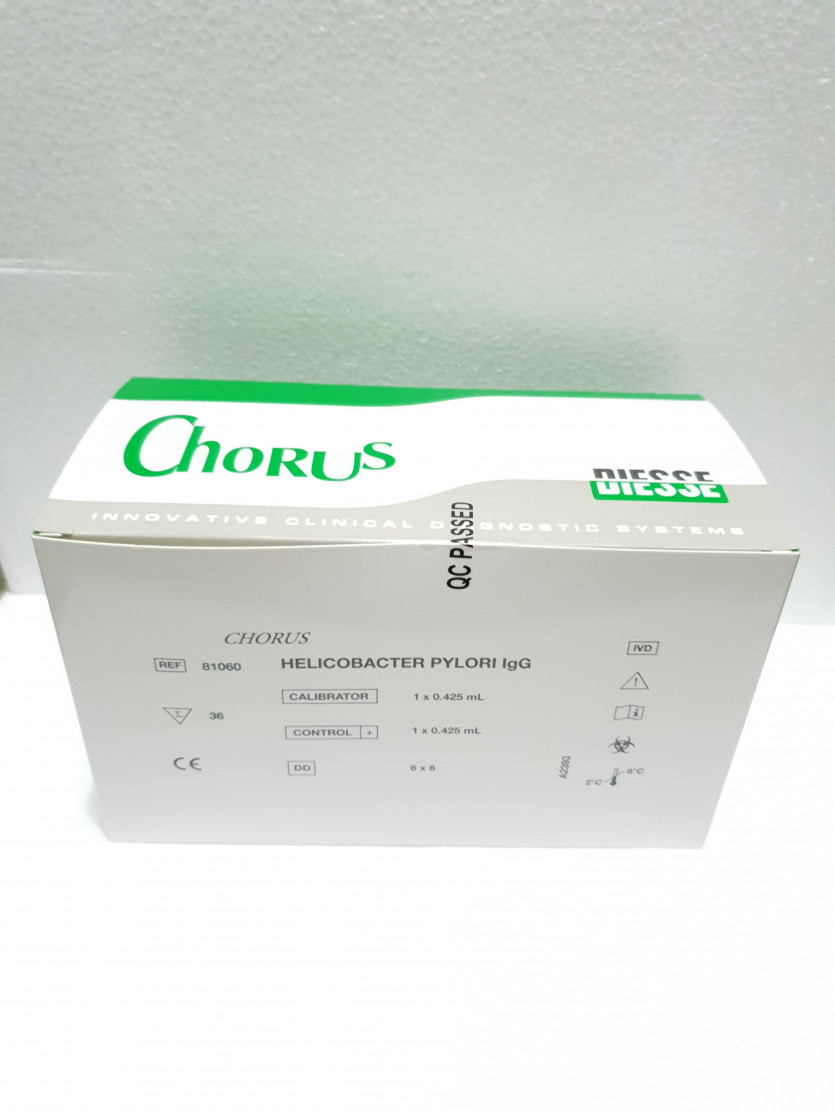 CHORUS
DIESSE
INNOVATIVE CLINICAL DIAGNOSTIC SYSTEMS
QC PASSED
CHORUS
REF 81060 HELICOBACTER PYLORI IgG
IVD
CALIBRATOR 1 x 0.425 mL
Σ 36
CONTROL + 1 x 0.425 mL
CE
DD 6 x 6
A2393
2°C 8°C